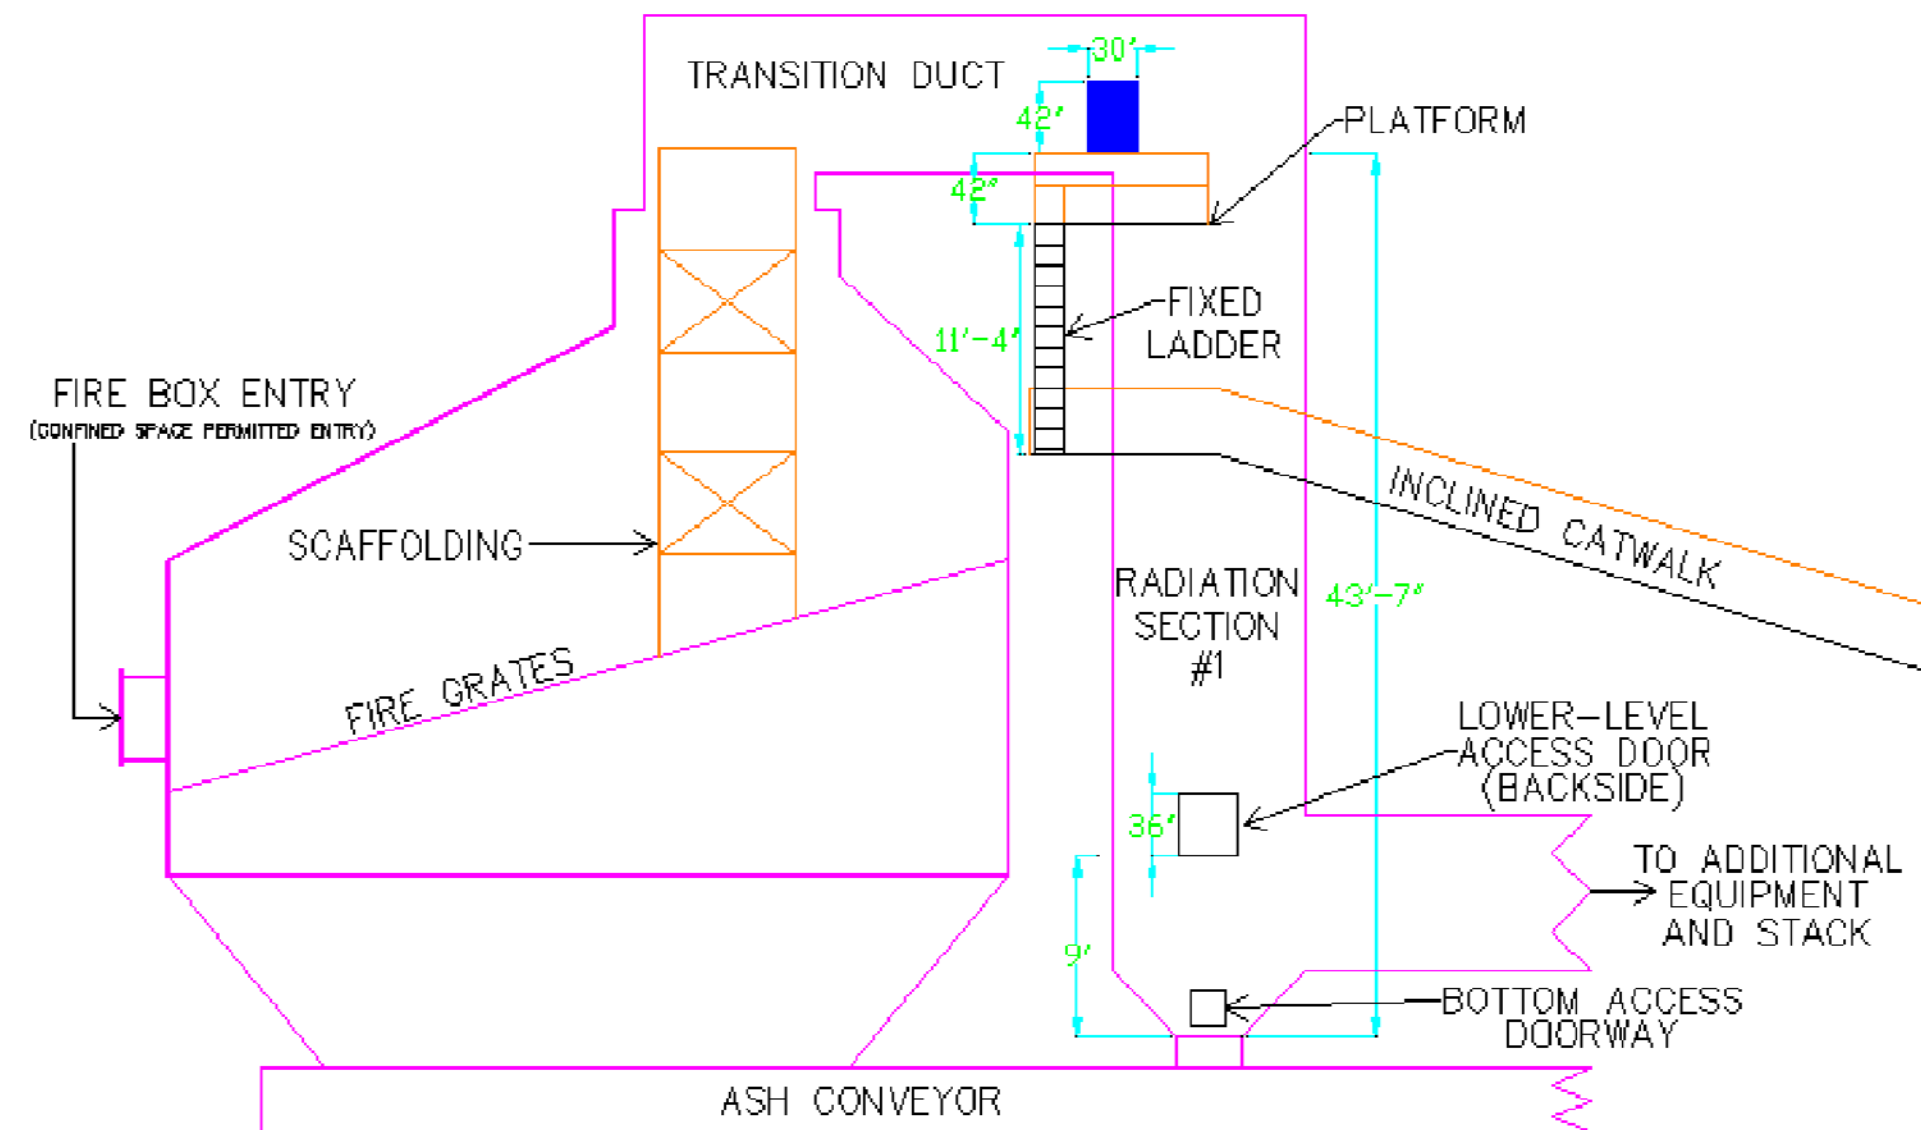 30"
TRANSITION DUCT
42"
PLATFORM
42"
FIXED
LADDER
11'-4"
FIRE BOX ENTRY
(CONFINED SPACE PERMITTED ENTRY)
INCLINED CATWALK
SCAFFOLDING
RADIATION
SECTION
#1
43'-7"
FIRE GRATES
LOWER-LEVEL
ACCESS DOOR
(BACKSIDE)
36"
TO ADDITIONAL
EQUIPMENT
AND STACK
9'
BOTTOM ACCESS
DOORWAY
ASH CONVEYOR